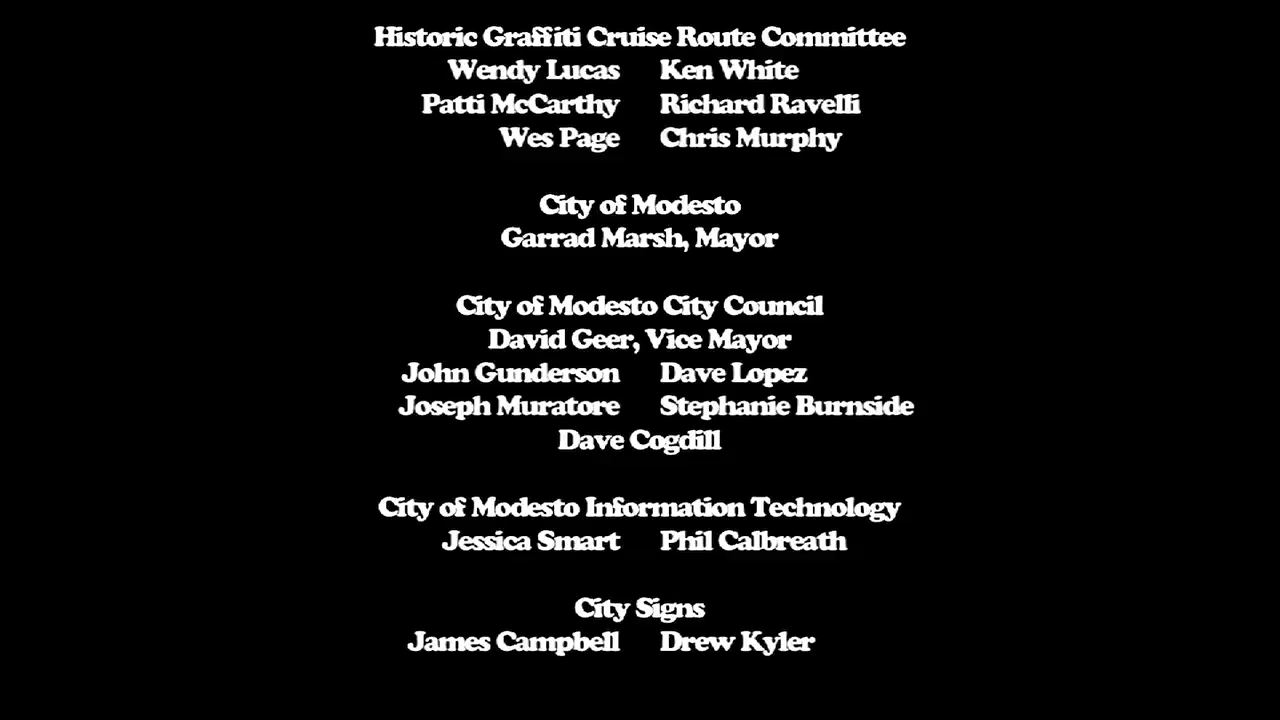 Historic Graffiti Cruise Route Committee
Wendy Lucas Ken White
Patti McCarthy Richard Ravelli
Wes Page Chris Murphy
City of Modesto
Garrad Marsh, Mayor
City of Modesto City Council
David Geer, Vice Mayor
John Gunderson Dave Lopez
Joseph Muratore Stephanie Burnside
Dave Cogdill
City of Modesto Information Technology
Jessica Smart Phil Calbreath
City Signs
James Campbell Drew Kyler